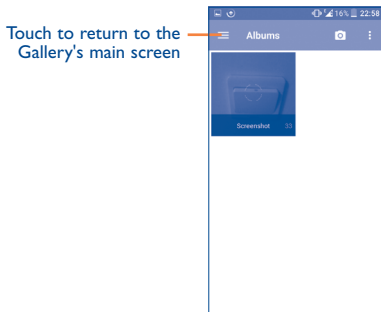 Touch to return to the
Gallery's main screen
16% 22:58
Albums
Screenshot 33